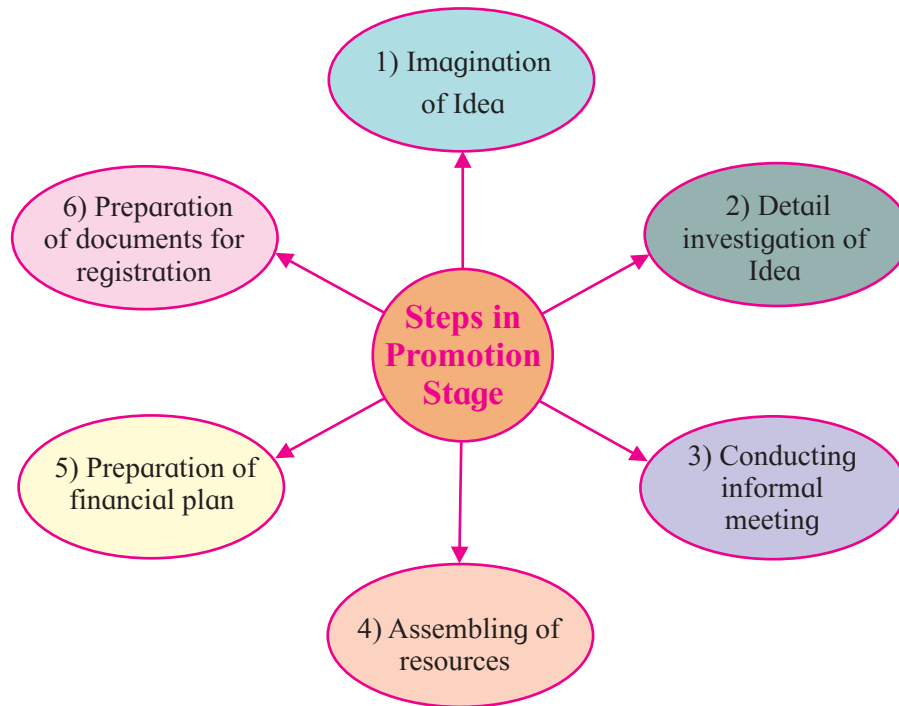 1) Imagination
of Idea
2) Detail
investigation of
Idea
3) Conducting
informal
meeting
4) Assembling of
resources
5) Preparation of
financial plan
6) Preparation
of documents for
registration
Steps in
Promotion
Stage